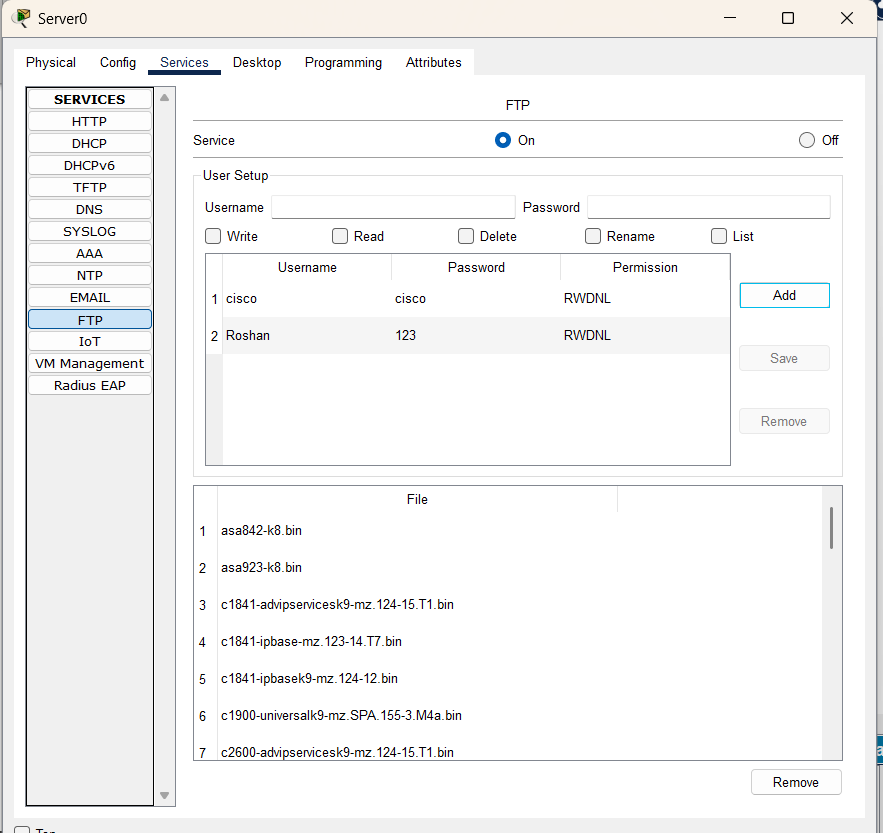 Server0
Physical Config Services Desktop Programming Attributes
SERVICES
HTTP
DHCP
DHCPv6
TFTP
DNS
SYSLOG
AAA
NTP
EMAIL
FTP
IoT
VM Management
Radius EAP
FTP
Service On Off
User Setup
Username Password
Write Read Delete Rename List
Username Password Permission
1 cisco cisco RWDNL
2 Roshan 123 RWDNL
Add
Save
Remove
File
1 asa842-k8.bin
2 asa923-k8.bin
3 c1841-advipservicesk9-mz.124-15.T1.bin
4 c1841-ipbase-mz.123-14.T7.bin
5 c1841-ipbasek9-mz.124-12.bin
6 c1900-universalk9-mz.SPA.155-3.M4a.bin
7 c2600-advipservicesk9-mz.124-15.T1.bin
Remove
Top